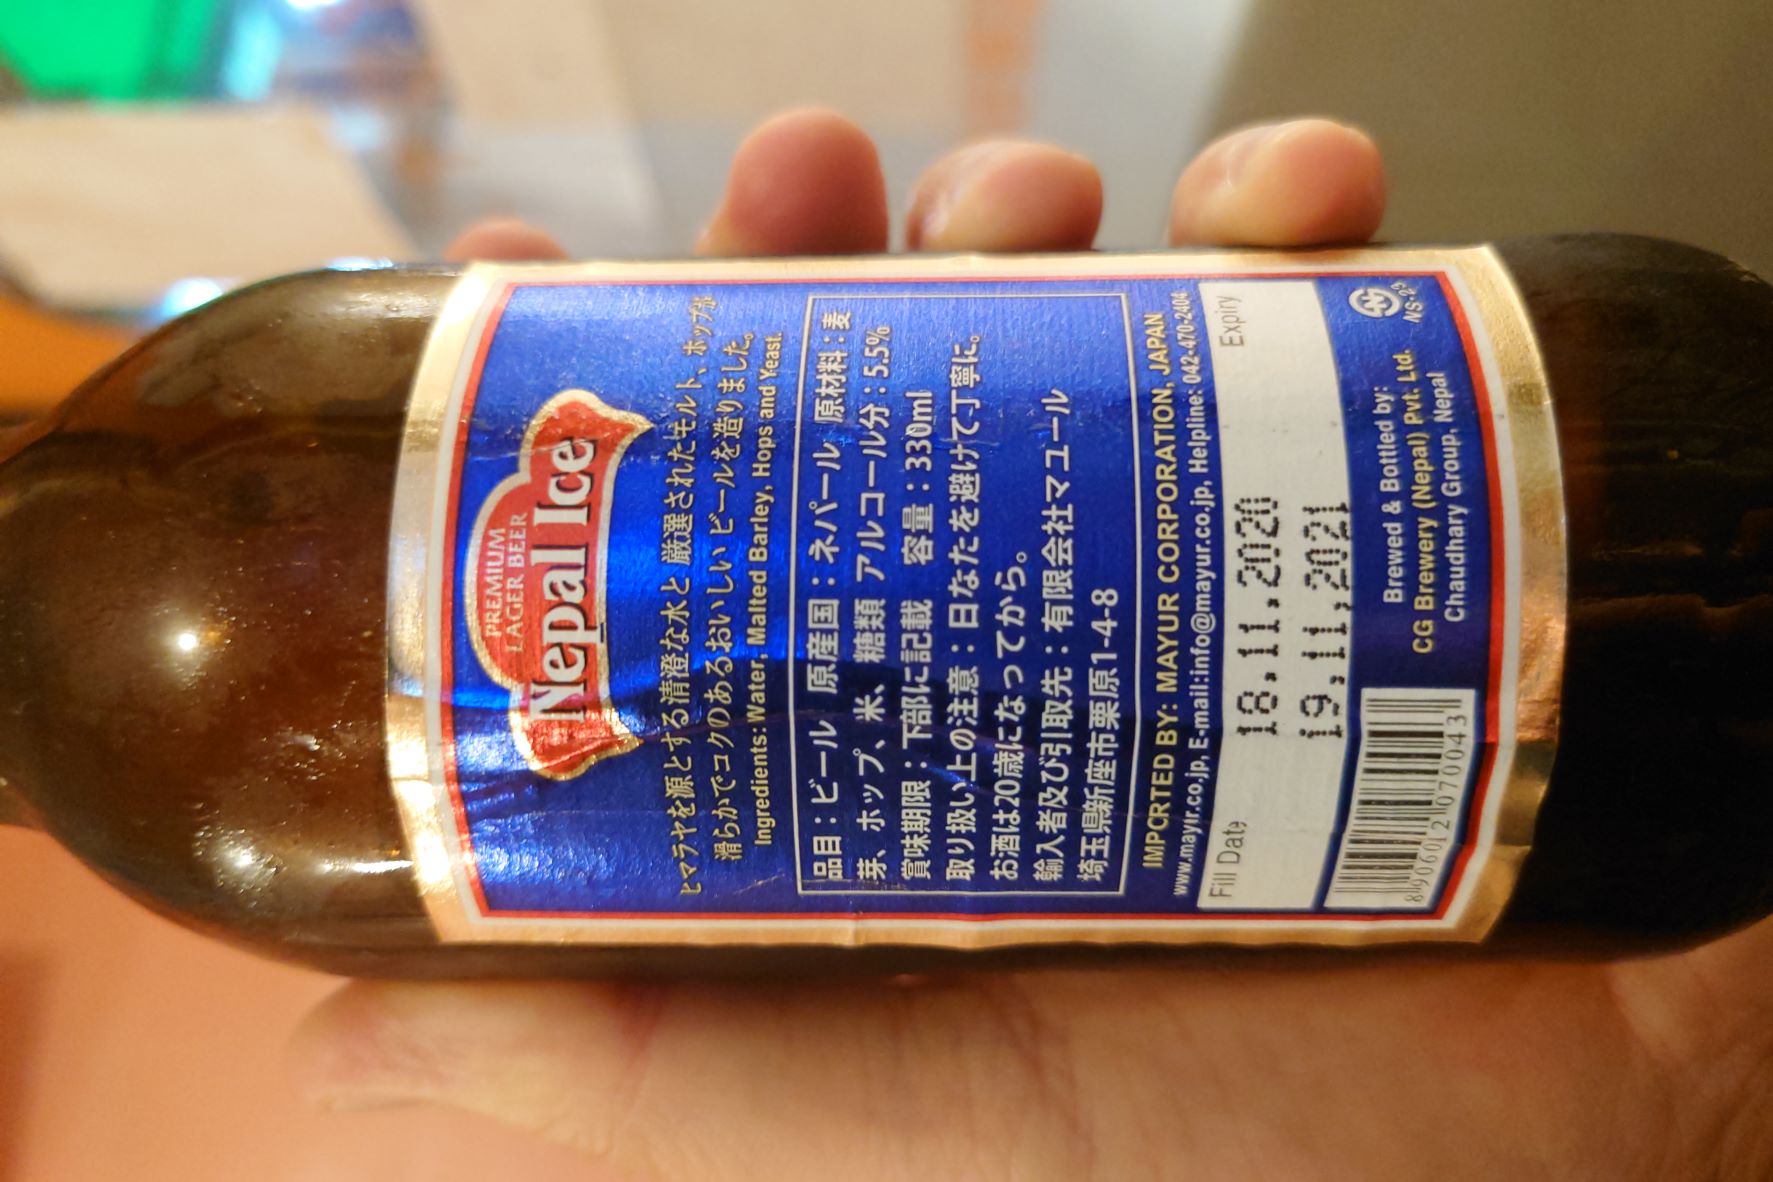 PREMIUM
LAGER BEER
Nepal Ice
ヒマラヤを源とする清澄な水と 厳選されたモルト、ホップが
滑らかでコクのあるおいしい ビールを造りました。
Ingredients: Water, Malted Barley, Hops and Yeast.
品目：ビール 原産国：ネパール 原材料：麦
芽、ホップ、米、糖類 アルコール分：5.5%
賞味期限：下部に記載 容量：330ml
取り扱い上の注意：日なたを避けて丁寧に。
お酒は20歳になってから。
輸入者及び引取先：有限会社マユール
埼玉県新座市栗原1-4-8
IMPORTED BY: MAYUR CORPORATION, JAPAN
www.mayur.co.jp, E-mail:info@mayur.co.jp, Helpline: 042-470-2404
Fill Date Expiry
18.11.2020
19.11.2021
8 906012 070043
Brewed & Bottled by:
CG Brewery (Nepal) Pvt. Ltd.
Chaudhary Group, Nepal